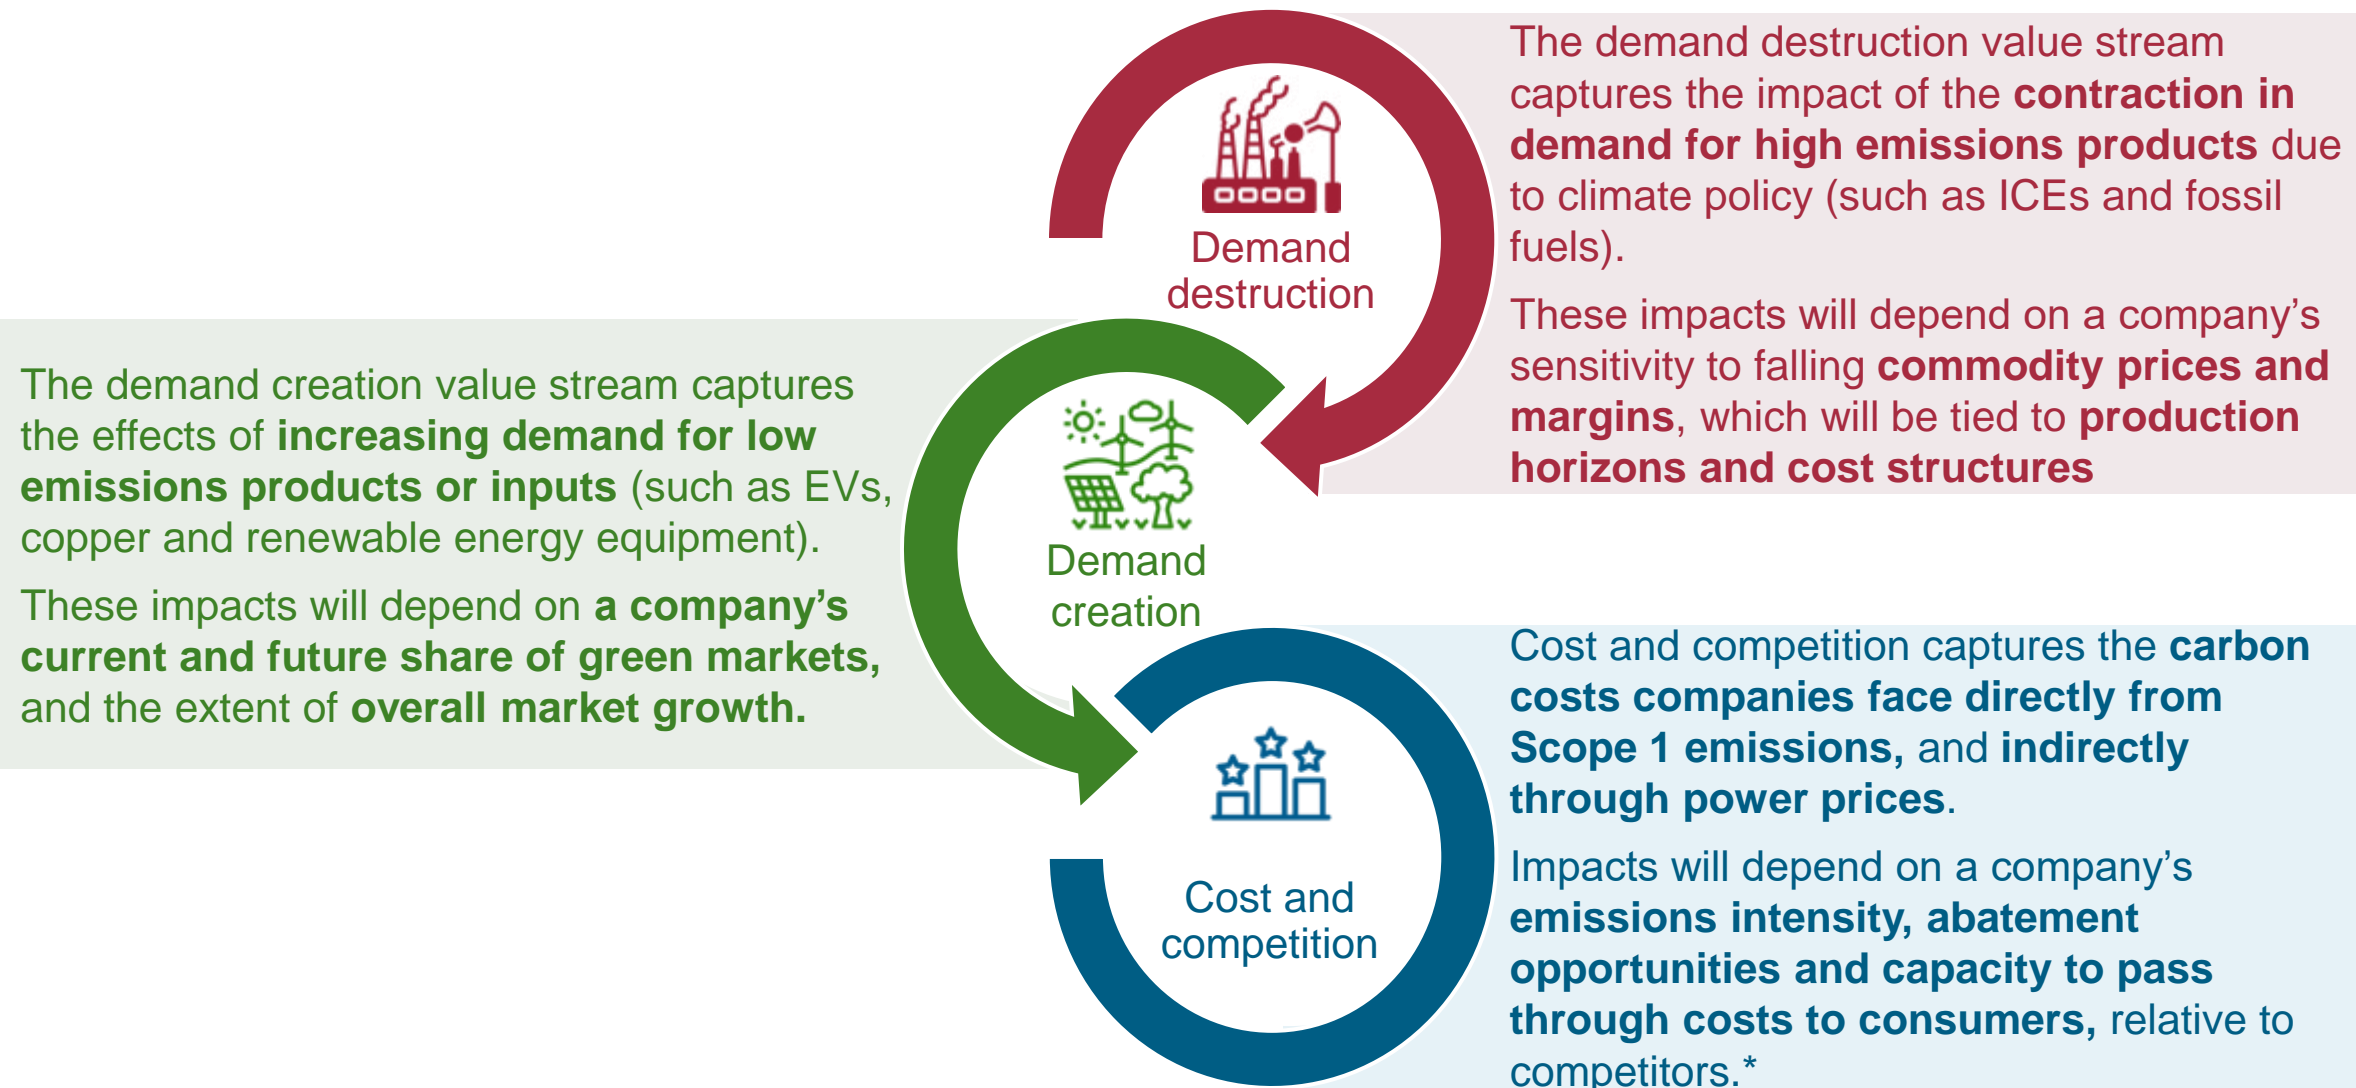 The demand destruction value stream
captures the impact of the contraction in
demand for high emissions products due
to climate policy (such as ICEs and fossil
fuels).
These impacts will depend on a company’s
sensitivity to falling commodity prices and
margins, which will be tied to production
horizons and cost structures
Demand
destruction
The demand creation value stream captures
the effects of increasing demand for low
emissions products or inputs (such as EVs,
copper and renewable energy equipment).
These impacts will depend on a company’s
current and future share of green markets,
and the extent of overall market growth.
Demand
creation
Cost and competition captures the carbon
costs companies face directly from
Scope 1 emissions, and indirectly
through power prices.
Impacts will depend on a company’s
emissions intensity, abatement
opportunities and capacity to pass
through costs to consumers, relative to
competitors.*
Cost and
competition